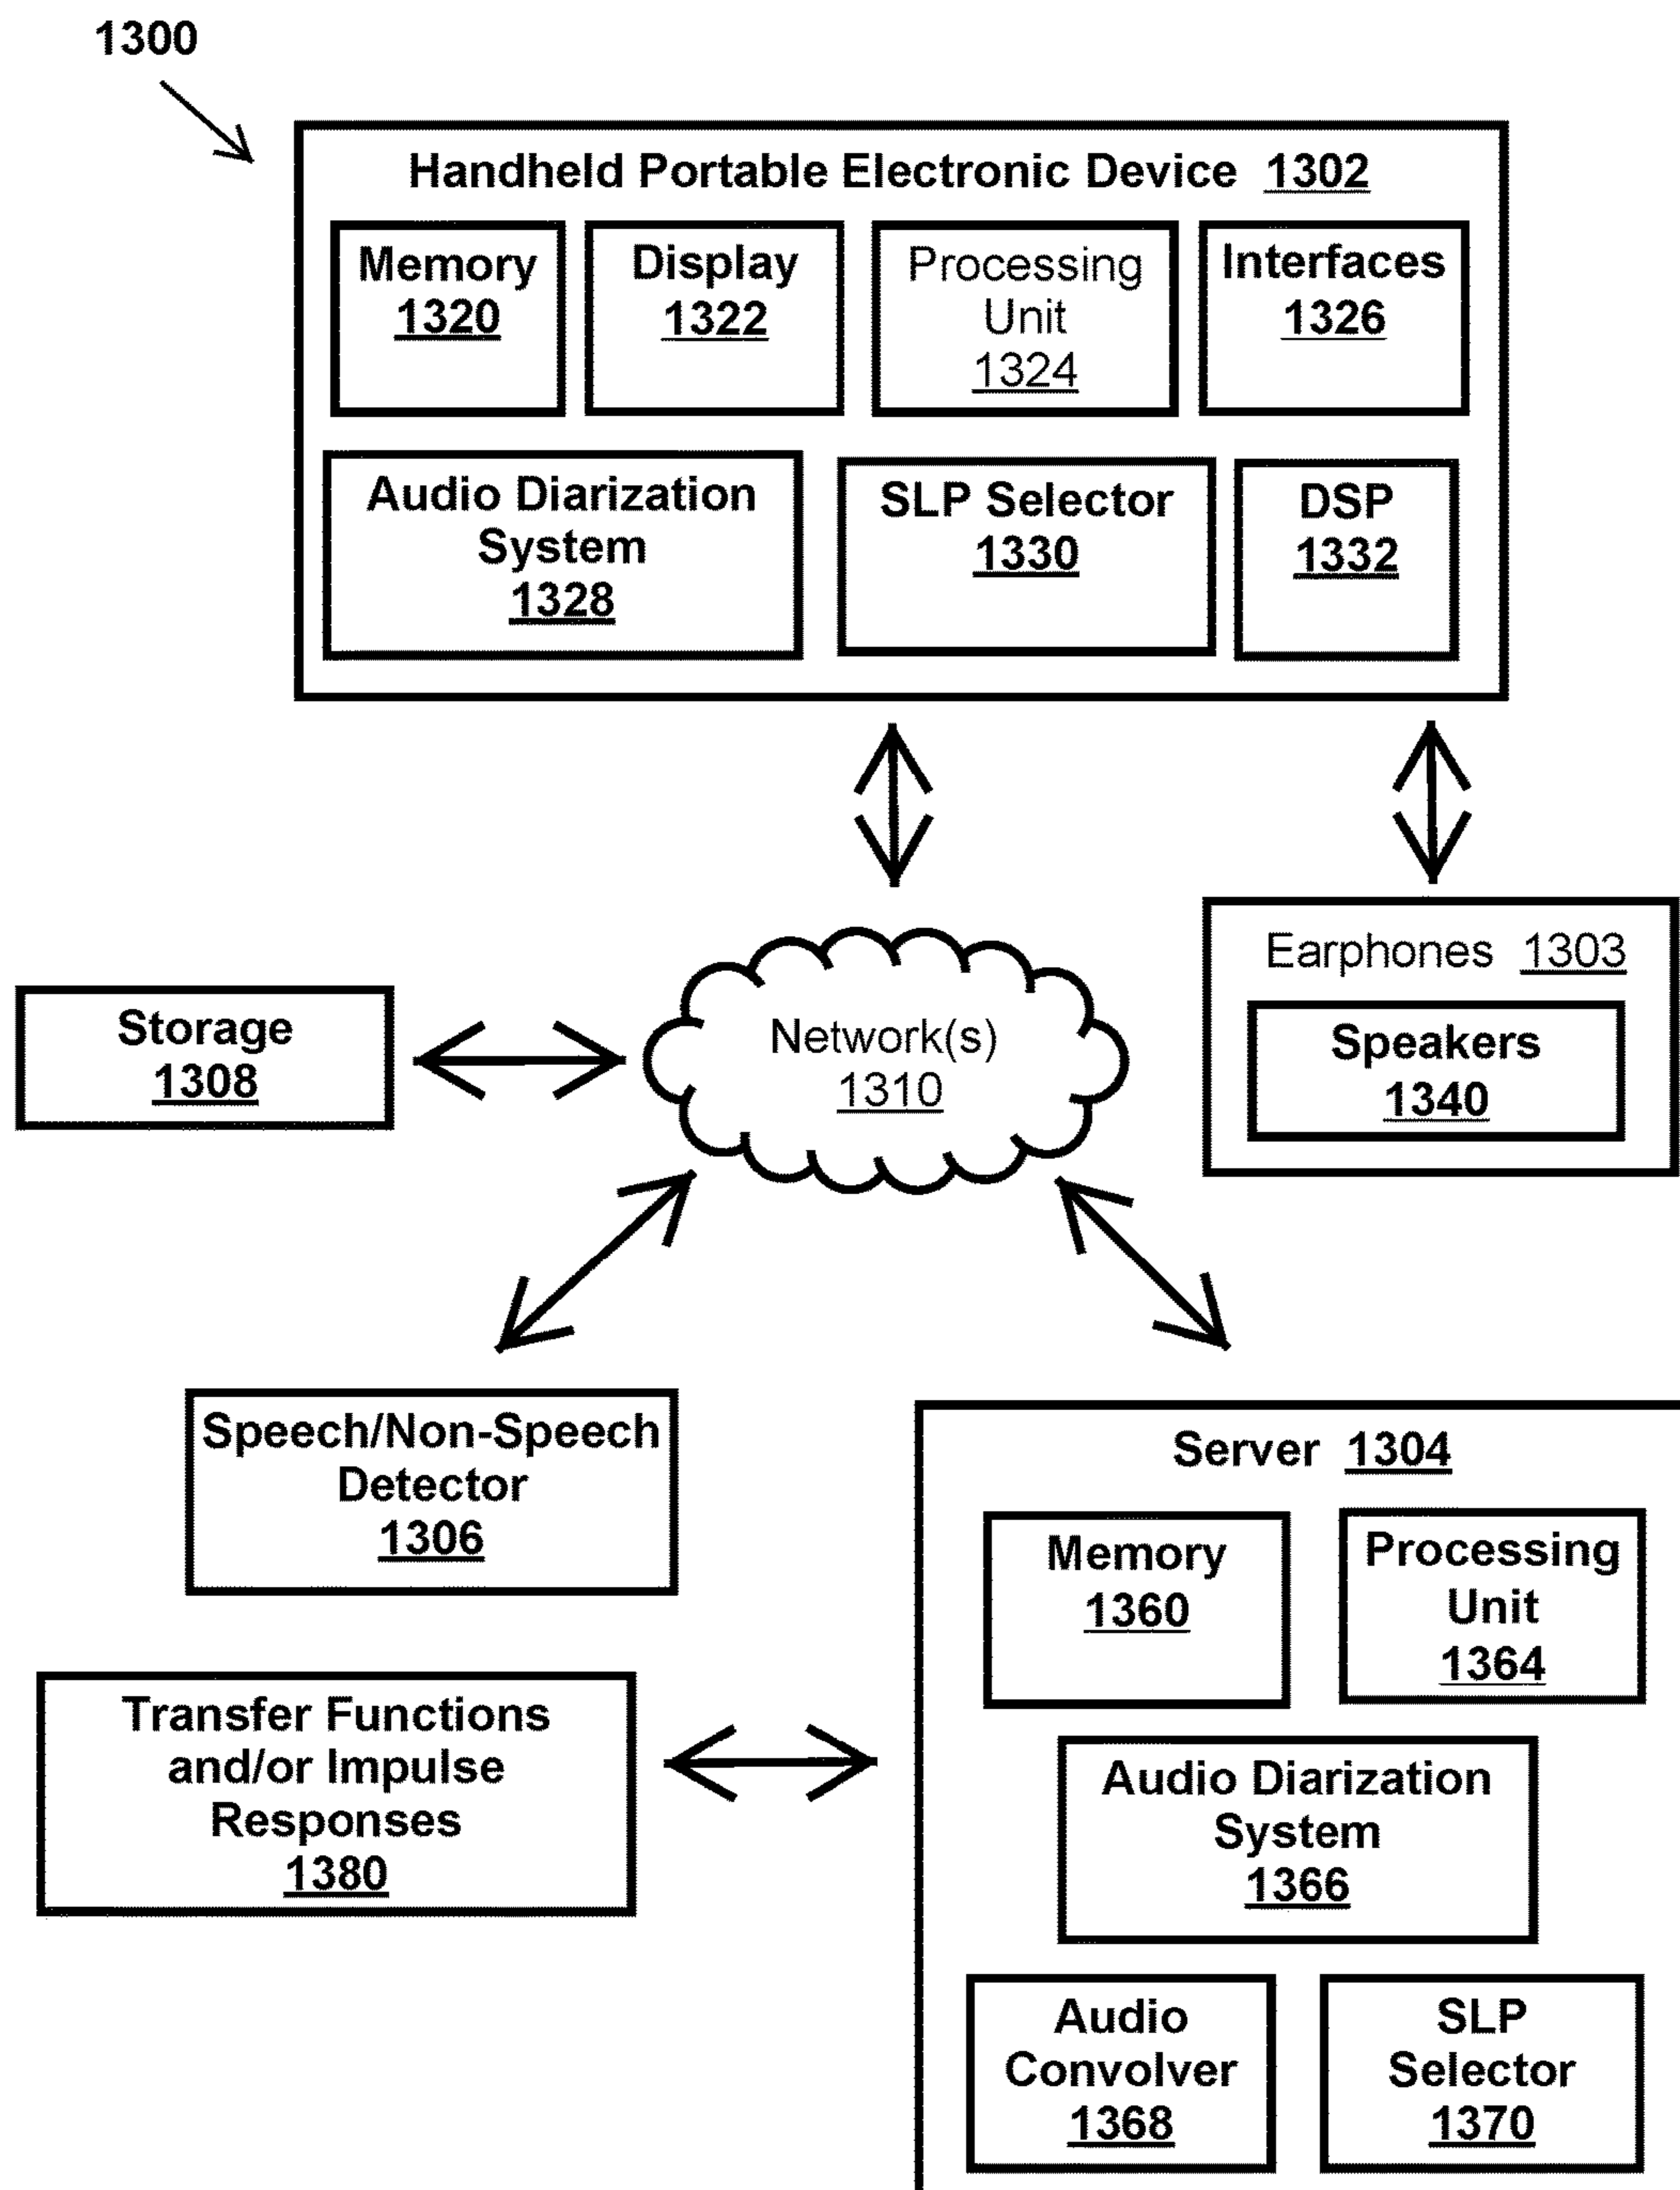 1300
Handheld Portable Electronic Device 1302
Memory
1320
Display
1322
Processing
Unit
1324
Interfaces
1326
Audio Diarization
System
1328
SLP Selector
1330
DSP
1332
Earphones 1303
Speakers
1340
Storage
1308
Network(s)
1310
Speech/Non-Speech
Detector
1306
Server 1304
Memory
1360
Processing
Unit
1364
Transfer Functions
and/or Impulse
Responses
1380
Audio Diarization
System
1366
Audio
Convolver
1368
SLP
Selector
1370